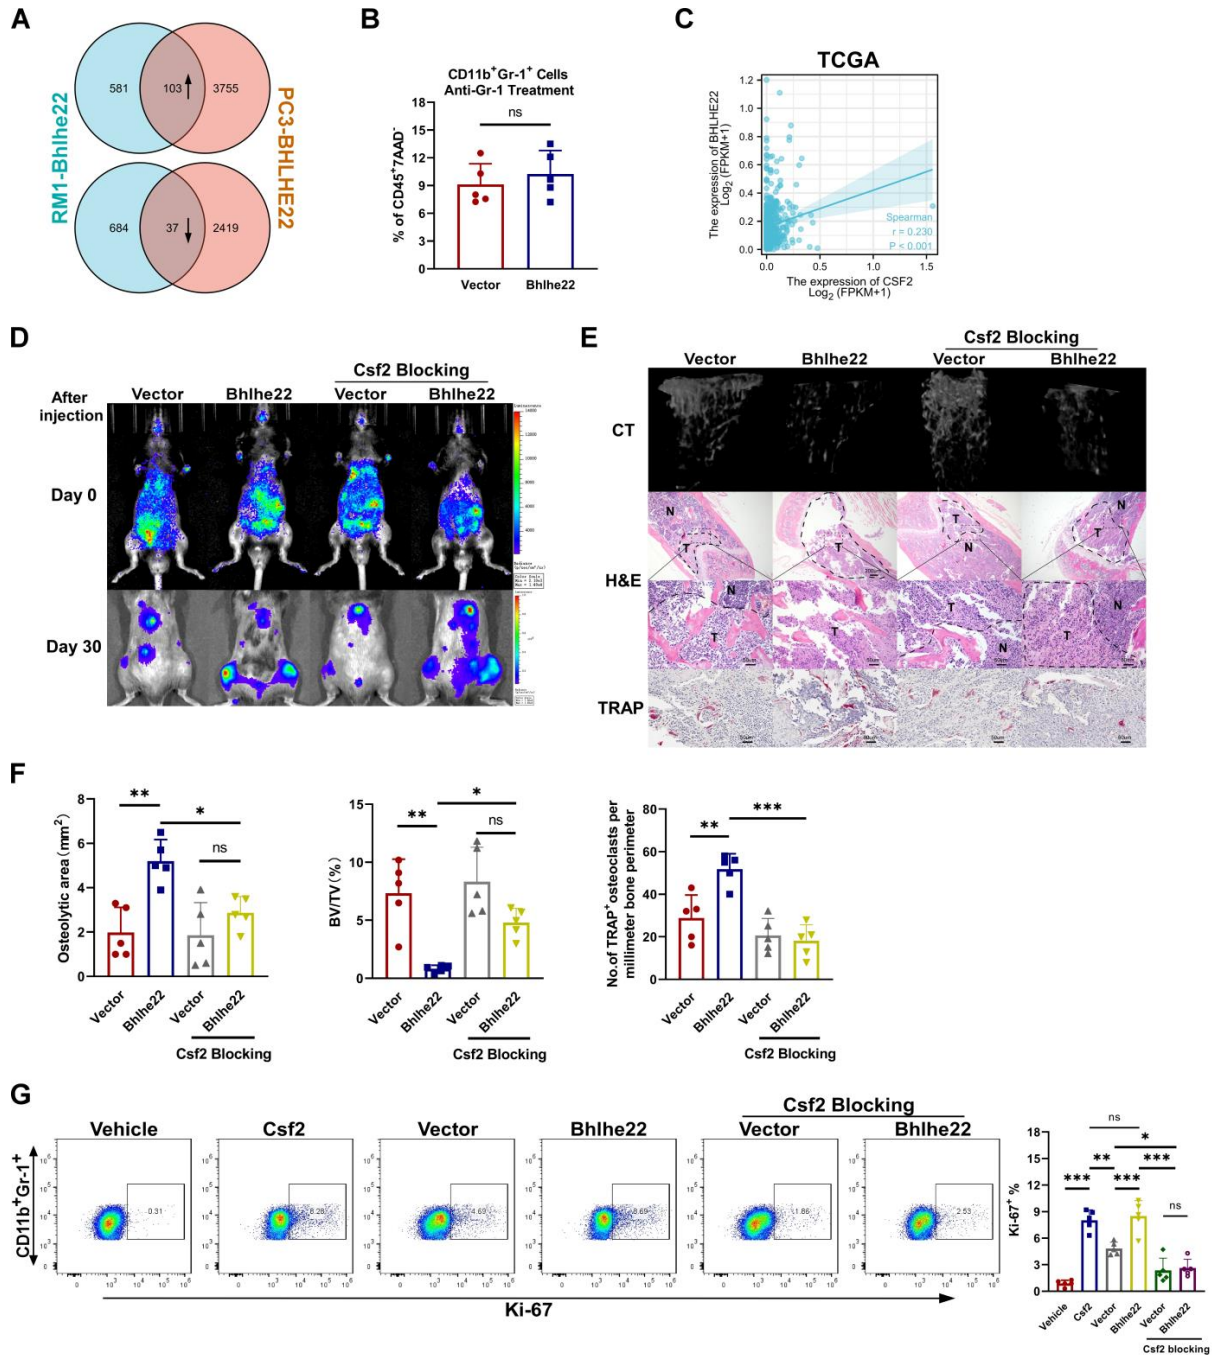 A
RM1-Bhlhe22
581
103
3755
684
37
2419
PC3-BHLHE22
B
CD11b+Gr-1+ Cells
Anti-Gr-1 Treatment
ns
% of CD45+7AAD-
18
15
12
9
6
3
0
Vector
Bhlhe22
C
TCGA
The expression of BHLHE22
Log2 (FPKM+1)
1.2
1.0
0.8
0.6
0.4
0.2
0.0
Spearman
r = 0.230
P < 0.001
0.0
0.5
1.0
1.5
The expression of CSF2
Log2 (FPKM+1)
D
Csf2 Blocking
After
injection
Vector
Bhlhe22
Vector
Bhlhe22
Day 0
Day 30
E
Csf2 Blocking
Vector
Bhlhe22
Vector
Bhlhe22
CT
H&E
N
T
T
T
N
N
T
N
T
T
T
N
T
N
TRAP
F
Osteolytic area (mm2)
8
6
4
2
0
**
*
ns
Vector
Bhlhe22
Vector
Bhlhe22
Csf2 Blocking
BV/TV(%)
15
10
5
0
**
*
ns
Vector
Bhlhe22
Vector
Bhlhe22
Csf2 Blocking
No.of TRAP+osteoclasts per
millimeter bone perimeter
80
60
40
20
0
**
***
Vector
Bhlhe22
Vector
Bhlhe22
Csf2 Blocking
G
Csf2 Blocking
Vehicle
Csf2
Vector
Bhlhe22
Vector
Bhlhe22
CD11b+Gr-1+
0.31
8.28
4.69
8.69
1.86
2.53
Ki-67
Ki-67+ %
18
15
12
9
6
3
0
ns
*
**
***
***
***
ns
Vehicle
Csf2
Vector
Bhlhe22
Vector
Bhlhe22
Csf2 blocking